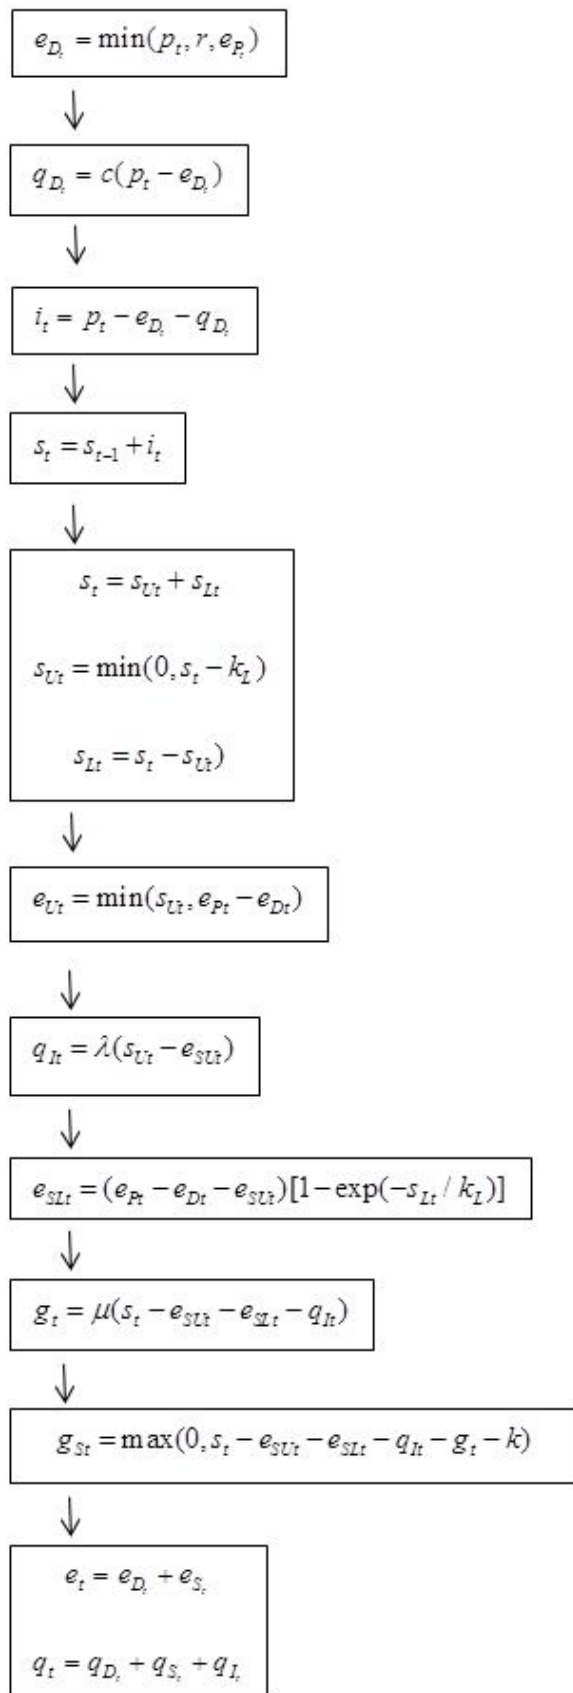 e_{D_t} = min(p_t, r, e_{P_t})
q_{D_t} = c(p_t − e_{D_t})
i_t = p_t − e_{D_t} − q_{D_t}
s_t = s_{t−1} + i_t
s_t = s_{Ut} + s_{Lt}
s_{Ut} = min(0, s_t − k_L)
s_{Lt} = s_t − s_{Ut})
e_{Ut} = min(s_{Ut}, e_{Pt} − e_{Dt})
q_{It} = λ(s_{Ut} − e_{SUt})
e_{SLt} = (e_{Pt} − e_{Dt} − e_{SUt})[1 − exp(−s_{Lt} / k_L)]
g_t = μ(s_t − e_{SUt} − e_{SLt} − q_{It})
g_{St} = max(0, s_t − e_{SUt} − e_{SLt} − q_{It} − g_t − k)
e_t = e_{D_t} + e_{S_t}
q_t = q_{D_t} + q_{S_t} + q_{I_t}